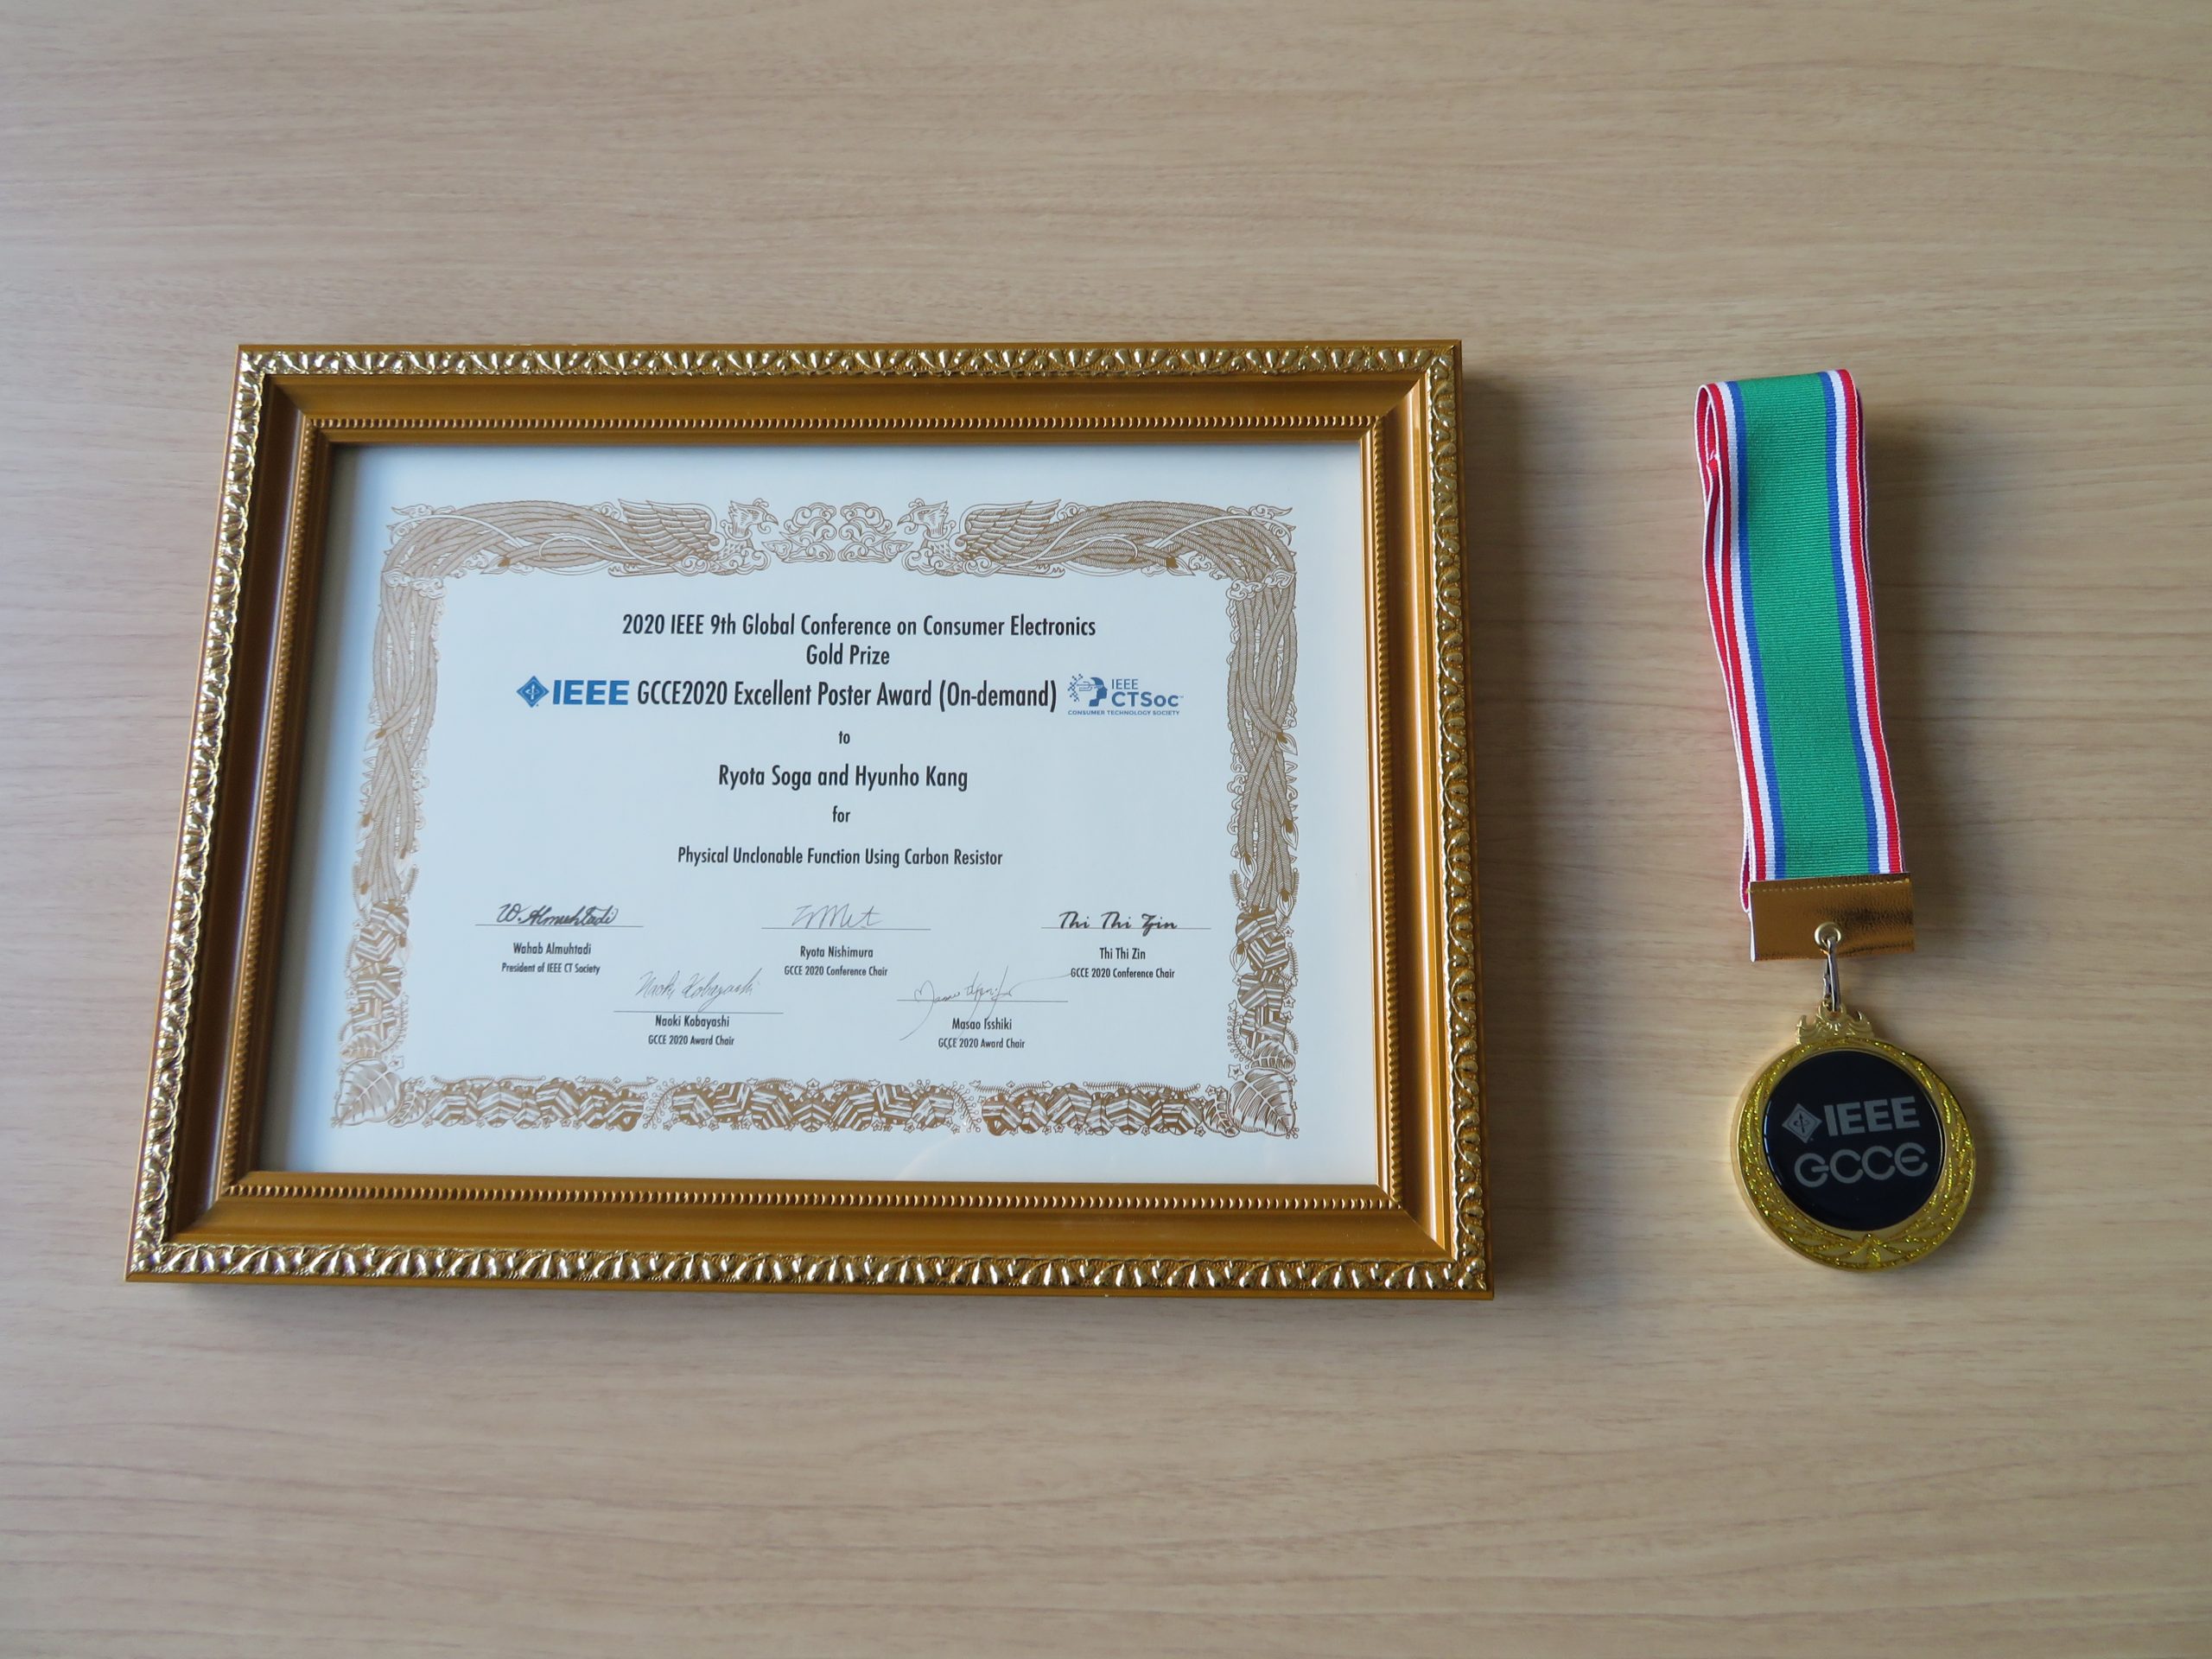 2020 IEEE 9th Global Conference on Consumer Electronics
Gold Prize
IEEE GCCE2020 Excellent Poster Award (On-demand) IEEE CTSoc CONSUMER TECHNOLOGY SOCIETY
to
Ryota Soga and Hyunho Kang
for
Physical Unclonable Function Using Carbon Resistor
W. Almuhtadi
Thi Thi Zin
Wahab Almuhtadi
President of IEEE CT Society
Ryota Nishimura
GCCE 2020 Conference Chair
Thi Thi Zin
GCCE 2020 Conference Chair
Naoki Kobayashi
Naoki Kobayashi
GCCE 2020 Award Chair
Masao Isshiki
GCCE 2020 Award Chair
IEEE
GCCE